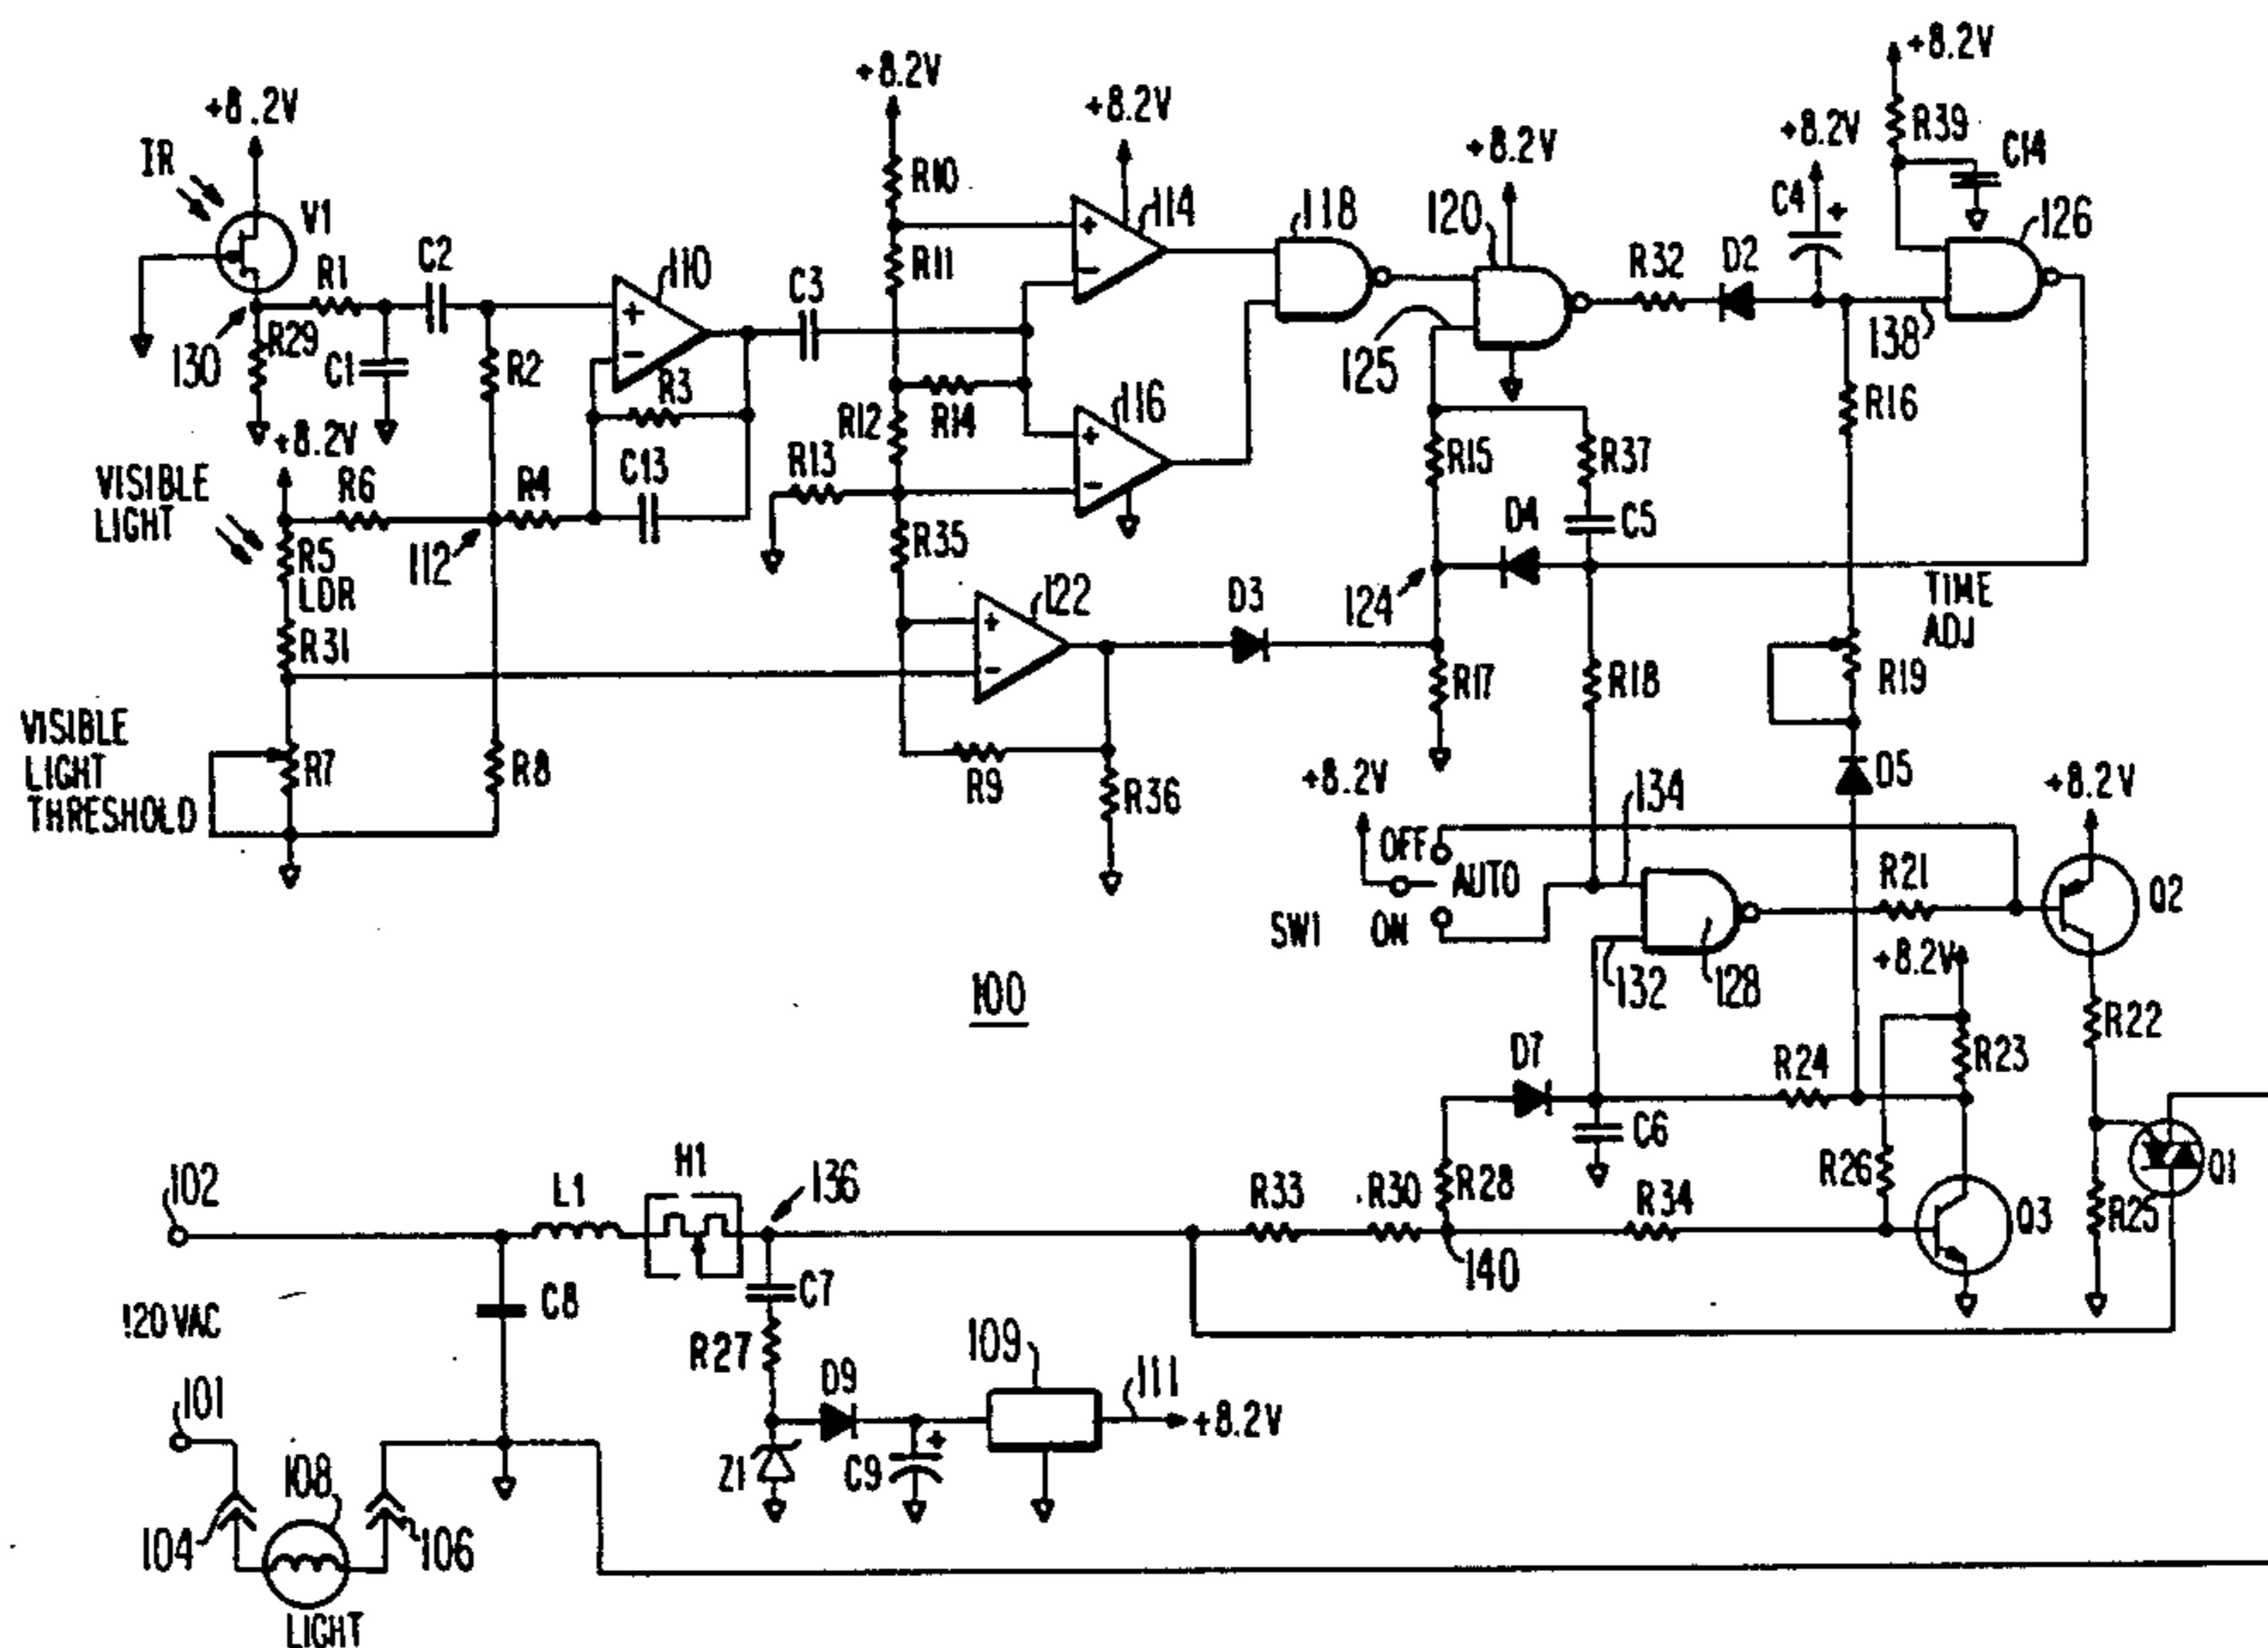 +8.2V
IR
V1
R1
C2
130
R29
C1
R2
110
R3
C3
+8.2V
R10
R11
+8.2V
114
R12
R14
116
R13
118
+8.2V
120
125
R32
D2
+8.2V
C4
+8.2V
R39
C14
126
138
R16
+8.2V
VISIBLE
LIGHT
R6
R5
LDR
R31
112
R4
C13
R35
R15
R37
C5
D4
124
TIME
ADJ
122
D3
R17
R18
R19
VISIBLE
LIGHT
THRESHOLD
R7
R8
R9
R36
+8.2V
OFF
AUTO
SW1
ON
134
132
128
D5
R21
+8.2V
Q2
+8.2V
R22
100
D7
C6
R24
R23
R26
102
L1
H1
136
R33
R30
R28
R34
140
Q3
R25
Q1
120 VAC
C8
C7
R27
D9
Z1
C9
109
111
+8.2V
101
104
108
106
LIGHT